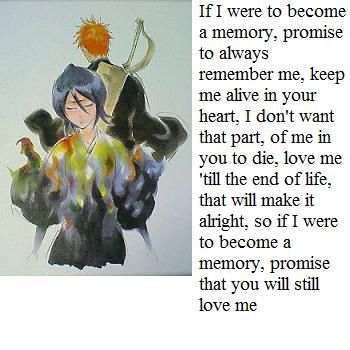 If I were to become
a memory, promise
to always
remember me, keep
me alive in your
heart, I don't want
that part, of me in
you to die, love me
'till the end of life,
that will make it
alright, so if I were
to become a
memory, promise
that you will still
love me